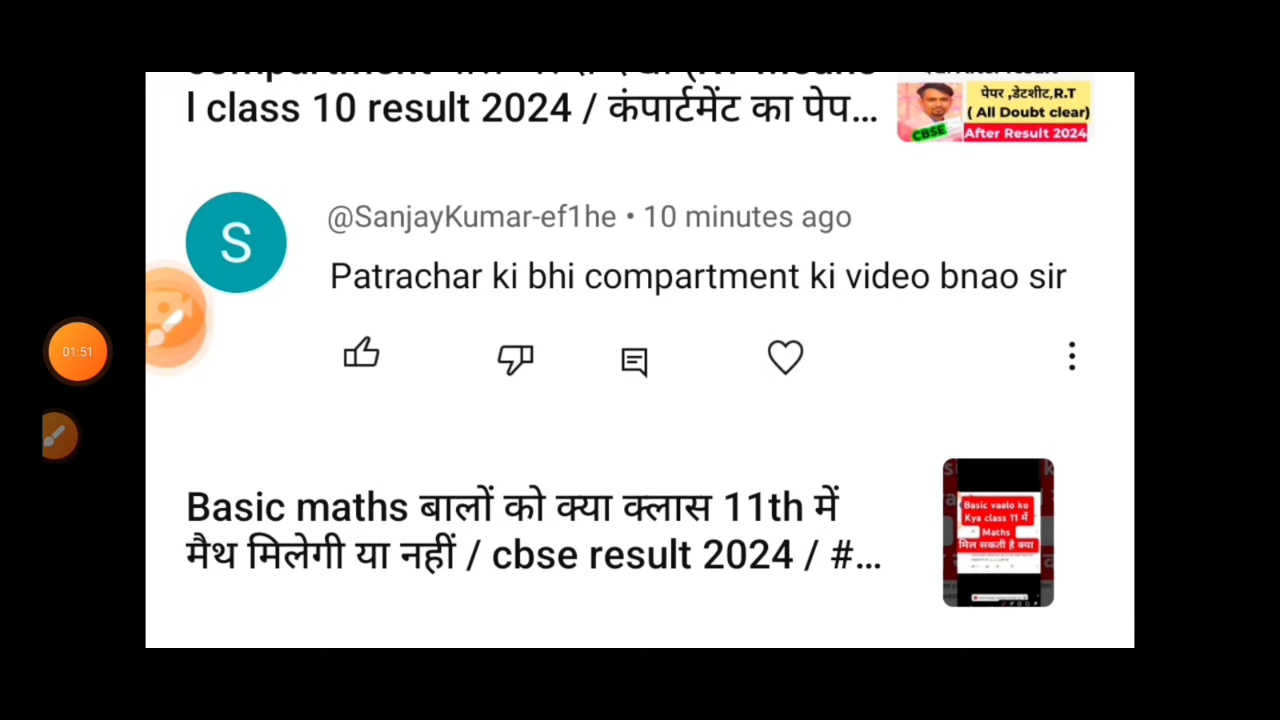 l class 10 result 2024 / कंपार्टमेंट का पेप...
पेपर ,डेटशीट,R.T
( All Doubt clear)
CBSE
After Result 2024
S
@SanjayKumar-ef1he • 10 minutes ago
Patrachar ki bhi compartment ki video bnao sir
01:51
Basic maths बालों को क्या क्लास 11th में
मैथ मिलेगी या नहीं / cbse result 2024 / #...
Basic vaalo ko
Kya class 11 में
Maths
मिल सकती है क्या